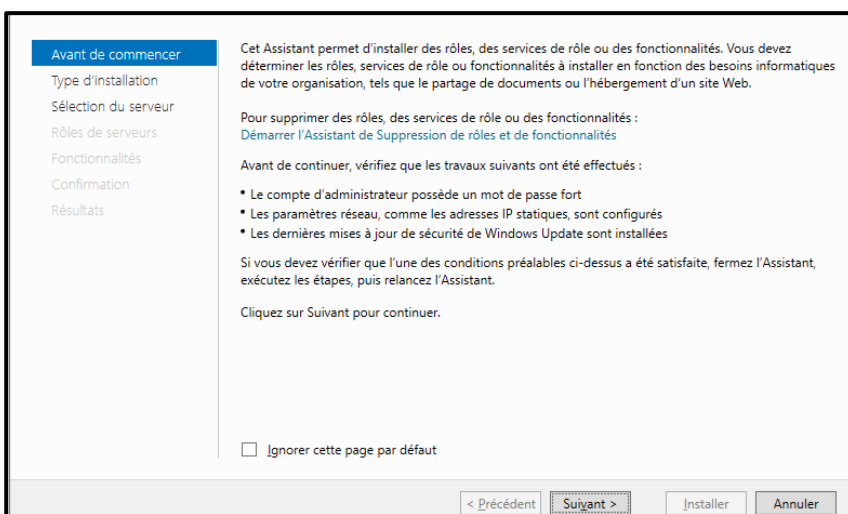 Avant de commencer
Type d'installation
Sélection du serveur
Rôles de serveurs
Fonctionnalités
Confirmation
Résultats
Cet Assistant permet d'installer des rôles, des services de rôle ou des fonctionnalités. Vous devez
déterminer les rôles, services de rôle ou fonctionnalités à installer en fonction des besoins informatiques
de votre organisation, tels que le partage de documents ou l'hébergement d'un site Web.
Pour supprimer des rôles, des services de rôle ou des fonctionnalités :
Démarrer l'Assistant de Suppression de rôles et de fonctionnalités
Avant de continuer, vérifiez que les travaux suivants ont été effectués :
• Le compte d'administrateur possède un mot de passe fort
• Les paramètres réseau, comme les adresses IP statiques, sont configurés
• Les dernières mises à jour de sécurité de Windows Update sont installées
Si vous devez vérifier que l'une des conditions préalables ci-dessus a été satisfaite, fermez l'Assistant,
exécutez les étapes, puis relancez l'Assistant.
Cliquez sur Suivant pour continuer.
Ignorer cette page par défaut
< Précédent Suivant > Installer Annuler